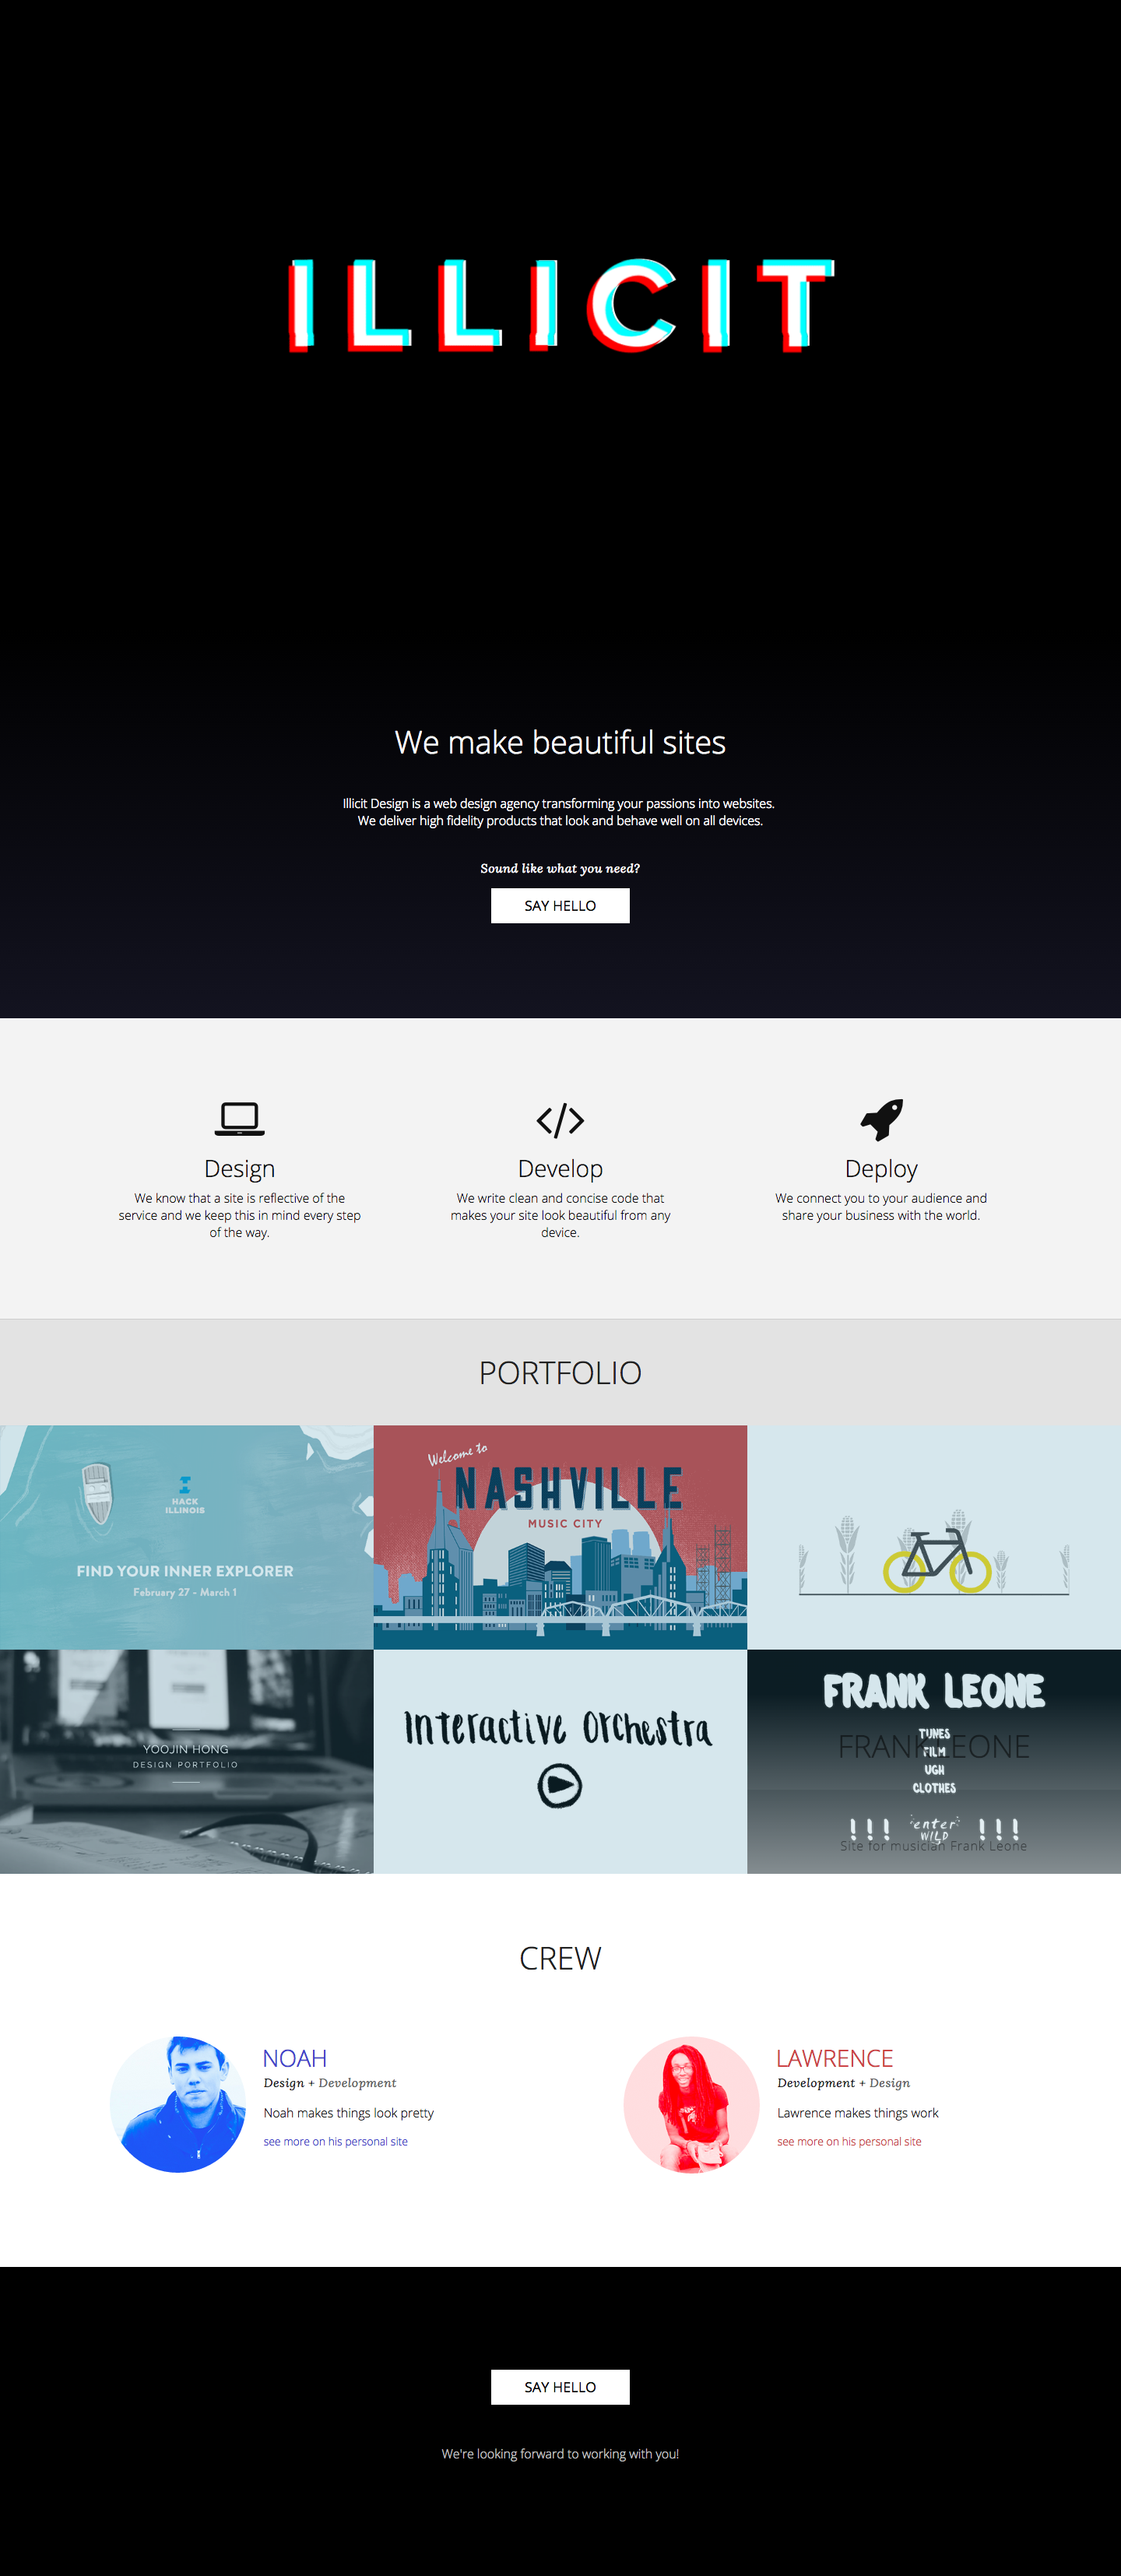 ILLICIT
We make beautiful sites
Illicit Design is a web design agency transforming your passions into websites.
We deliver high fidelity products that look and behave well on all devices.
Sound like what you need?
SAY HELLO
Design
We know that a site is reflective of the
service and we keep this in mind every step
of the way.
Develop
We write clean and concise code that
makes your site look beautiful from any
device.
Deploy
We connect you to your audience and
share your business with the world.
PORTFOLIO
HACK
ILLINOIS
FIND YOUR INNER EXPLORER
February 27 - March 1
Welcome to
NASHVILLE
MUSIC CITY
YOOJIN HONG
DESIGN PORTFOLIO
Interactive Orchestra
FRANK LEONE
FRANK LEONE
TUNES
FILM
UGH
CLOTHES
!!! enter !!!
WILD
Site for musician Frank Leone
CREW
NOAH
Design + Development
Noah makes things look pretty
see more on his personal site
LAWRENCE
Development + Design
Lawrence makes things work
see more on his personal site
SAY HELLO
We're looking forward to working with you!